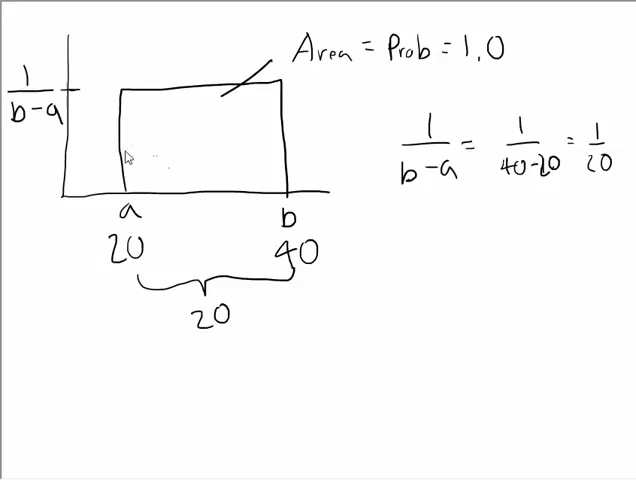 Area = Prob = 1.0
1
b-a
1/(b-a) = 1/(40-20) = 1/20
a b
20 40
20